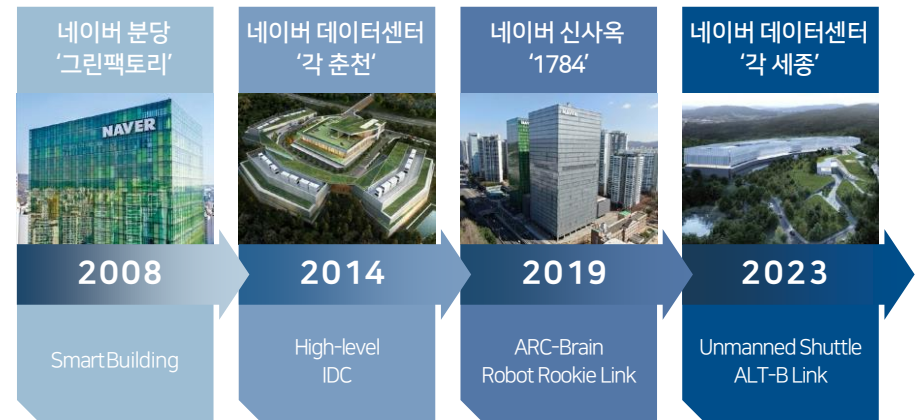 네이버 분당
‘그린팩토리’
네이버 데이터센터
‘각 춘천‘
네이버 신사옥
‘1784’
네이버 데이터센터
‘각 세종’
NAVER
2008
2014
2019
2023
Smart Building
High-level
IDC
ARC-Brain
Robot Rookie Link
Unmanned Shuttle
ALT-B Link